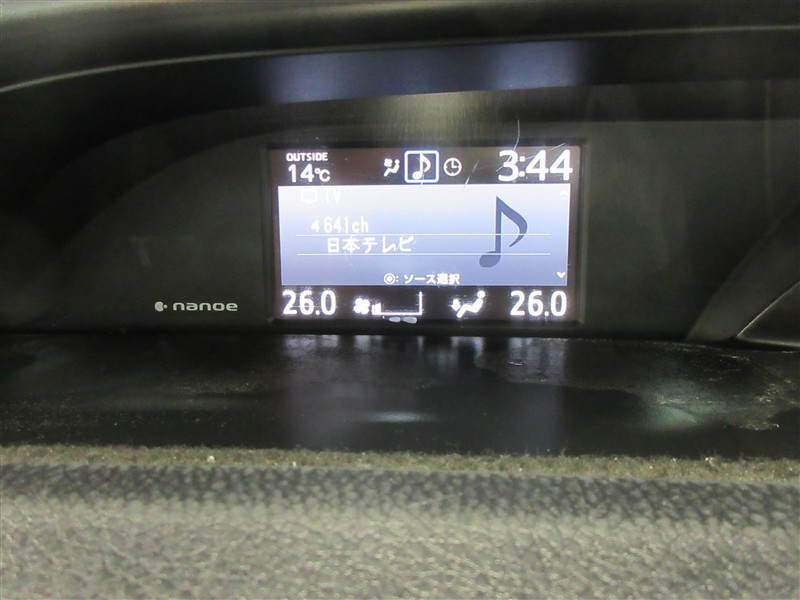 OUTSIDE
14℃
3:44
TV
4 641ch
日本テレビ
◎: ソース選択
26.0
26.0
nanoe